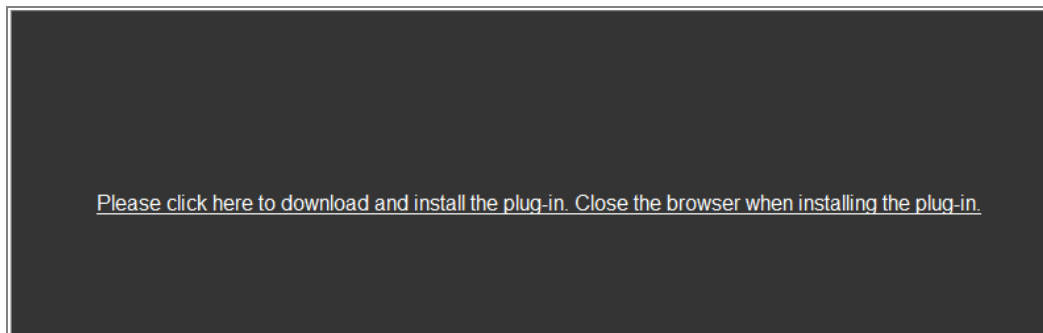 Please click here to download and install the plug-in. Close the browser when installing the plug-in.